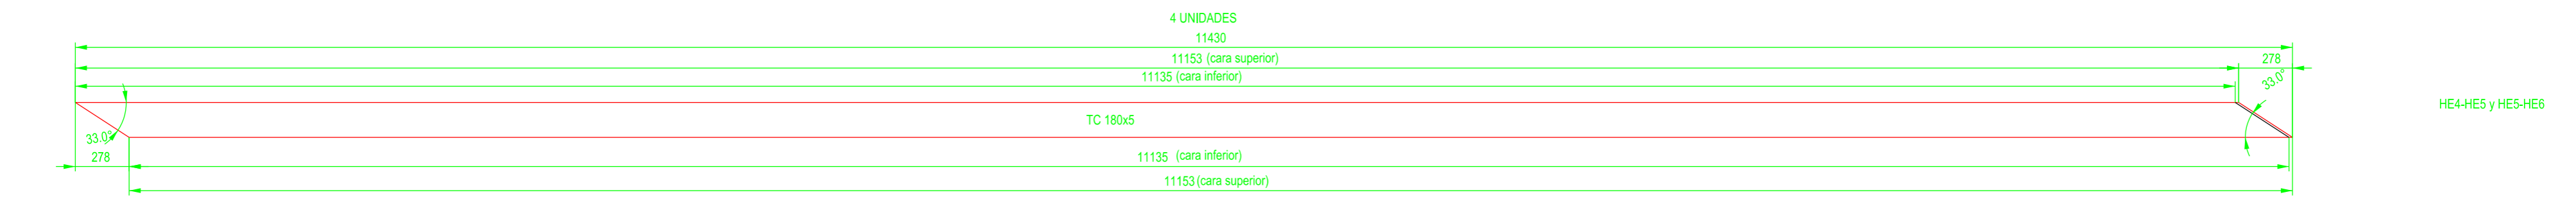 4 UNIDADES
11430
11153 (cara superior)
278
11135 (cara inferior)
33.0°
HE4-HE5 y HE5-HE6
TC 180x5
33.0°
278
11135 (cara inferior)
11153 (cara superior)